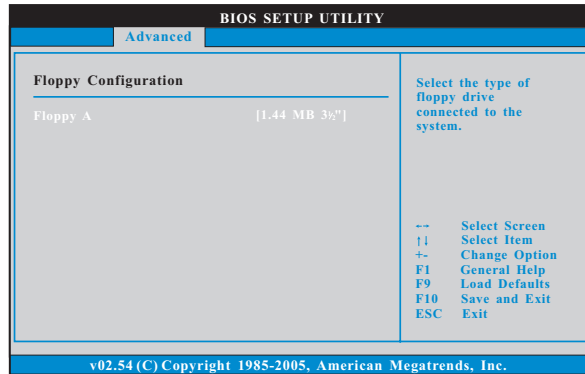 BIOS SETUP UTILITY
Advanced
Floppy Configuration
Floppy A [1.44 MB 3½"]
Select the type of
floppy drive
connected to the
system.
←→ Select Screen
↑↓ Select Item
+- Change Option
F1 General Help
F9 Load Defaults
F10 Save and Exit
ESC Exit
v02.54 (C) Copyright 1985-2005, American Megatrends, Inc.